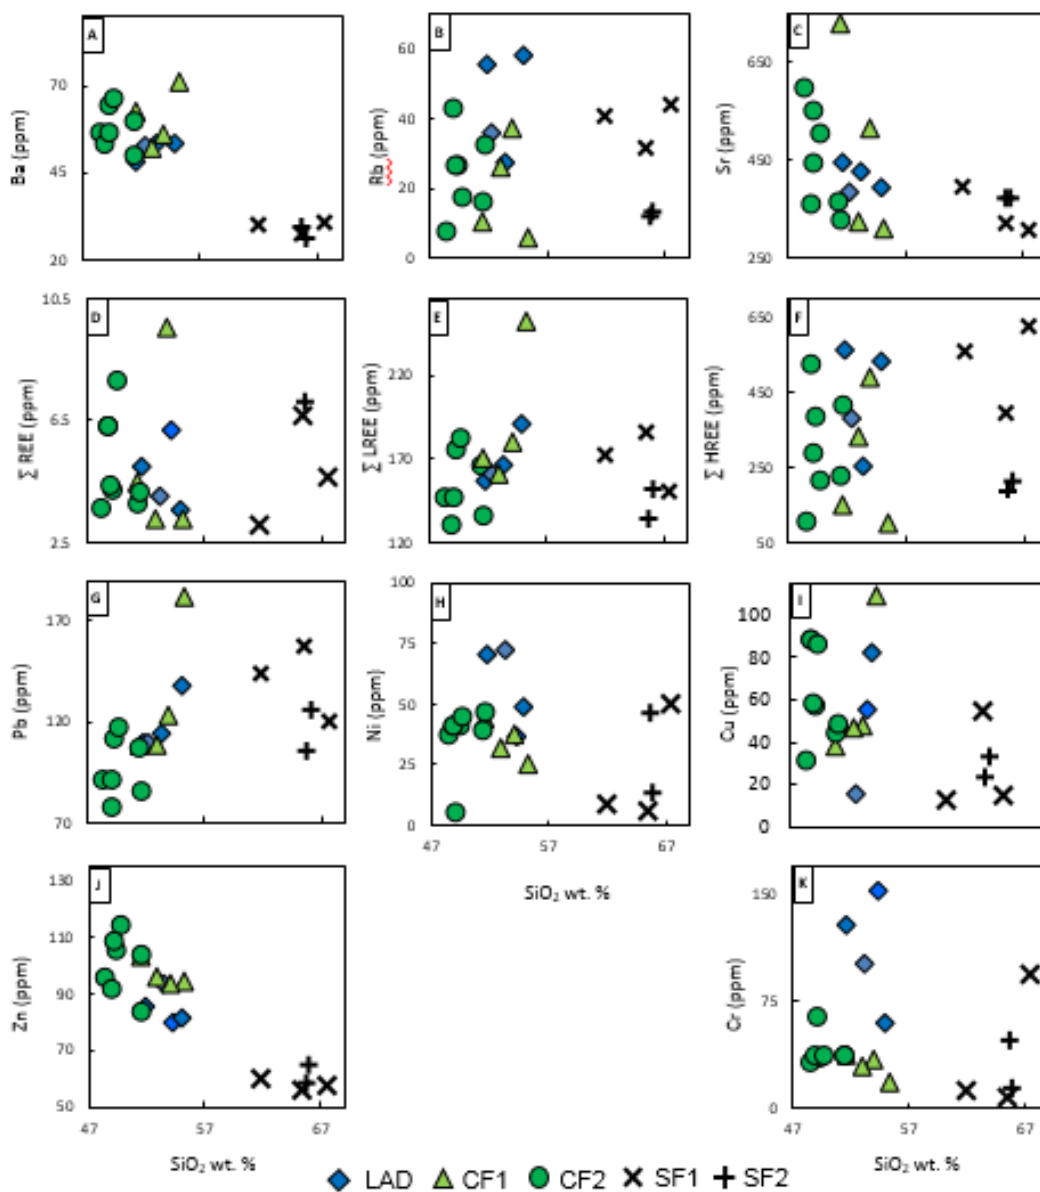 A
70
45
20
Ba (ppm)
B
60
40
20
0
Rb (ppm)
C
650
450
250
Sr (ppm)
D
10.5
6.5
2.5
∑ REE (ppm)
E
220
170
120
∑ LREE (ppm)
F
650
450
250
50
∑ HREE (ppm)
G
170
120
70
Pb (ppm)
H
100
75
50
25
0
Ni (ppm)
47 57 67
SiO₂ wt. %
I
100
80
60
40
20
0
Cu (ppm)
J
130
110
90
70
50
Zn (ppm)
47 57 67
SiO₂ wt. %
K
150
75
0
Cr (ppm)
47 57 67
SiO₂ wt. %
LAD CF1 CF2 SF1 SF2